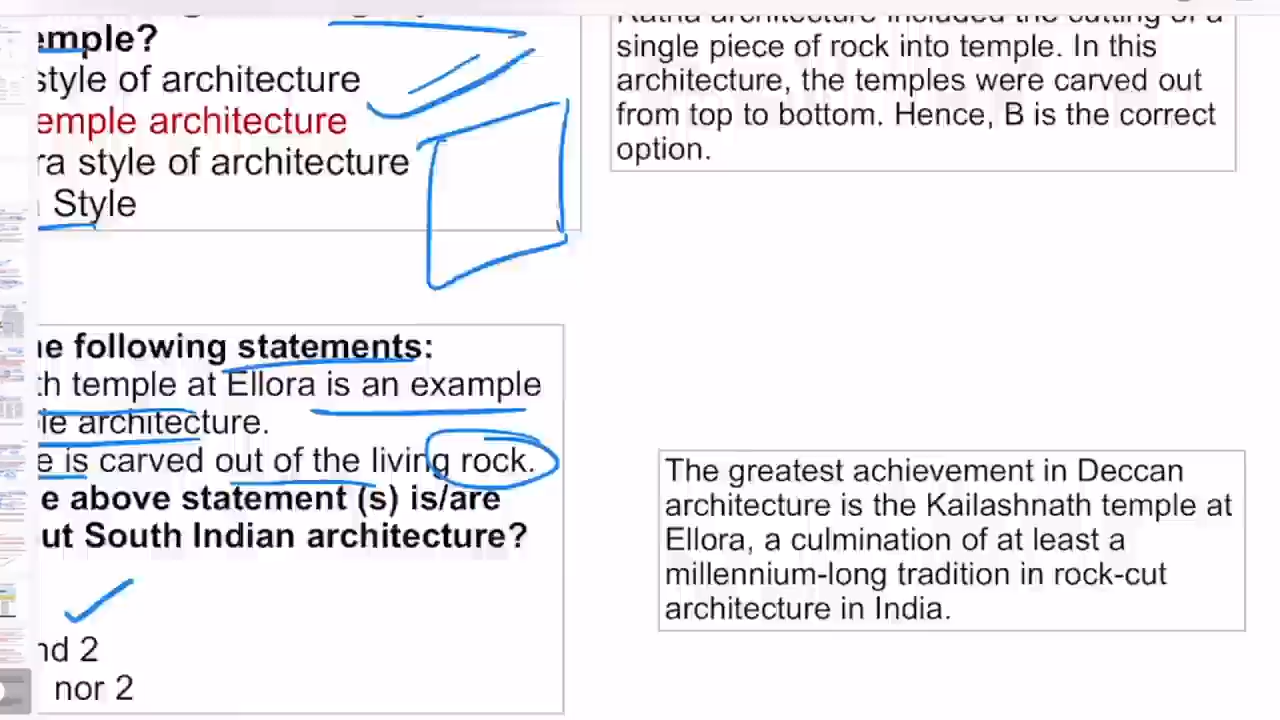 emple?
style of architecture
emple architecture
ra style of architecture
Style
Ratha architecture included the cutting of a
single piece of rock into temple. In this
architecture, the temples were carved out
from top to bottom. Hence, B is the correct
option.
e following statements:
th temple at Ellora is an example
le architecture.
e is carved out of the living rock.
e above statement (s) is/are
ut South Indian architecture?
nd 2
nor 2
The greatest achievement in Deccan
architecture is the Kailashnath temple at
Ellora, a culmination of at least a
millennium-long tradition in rock-cut
architecture in India.